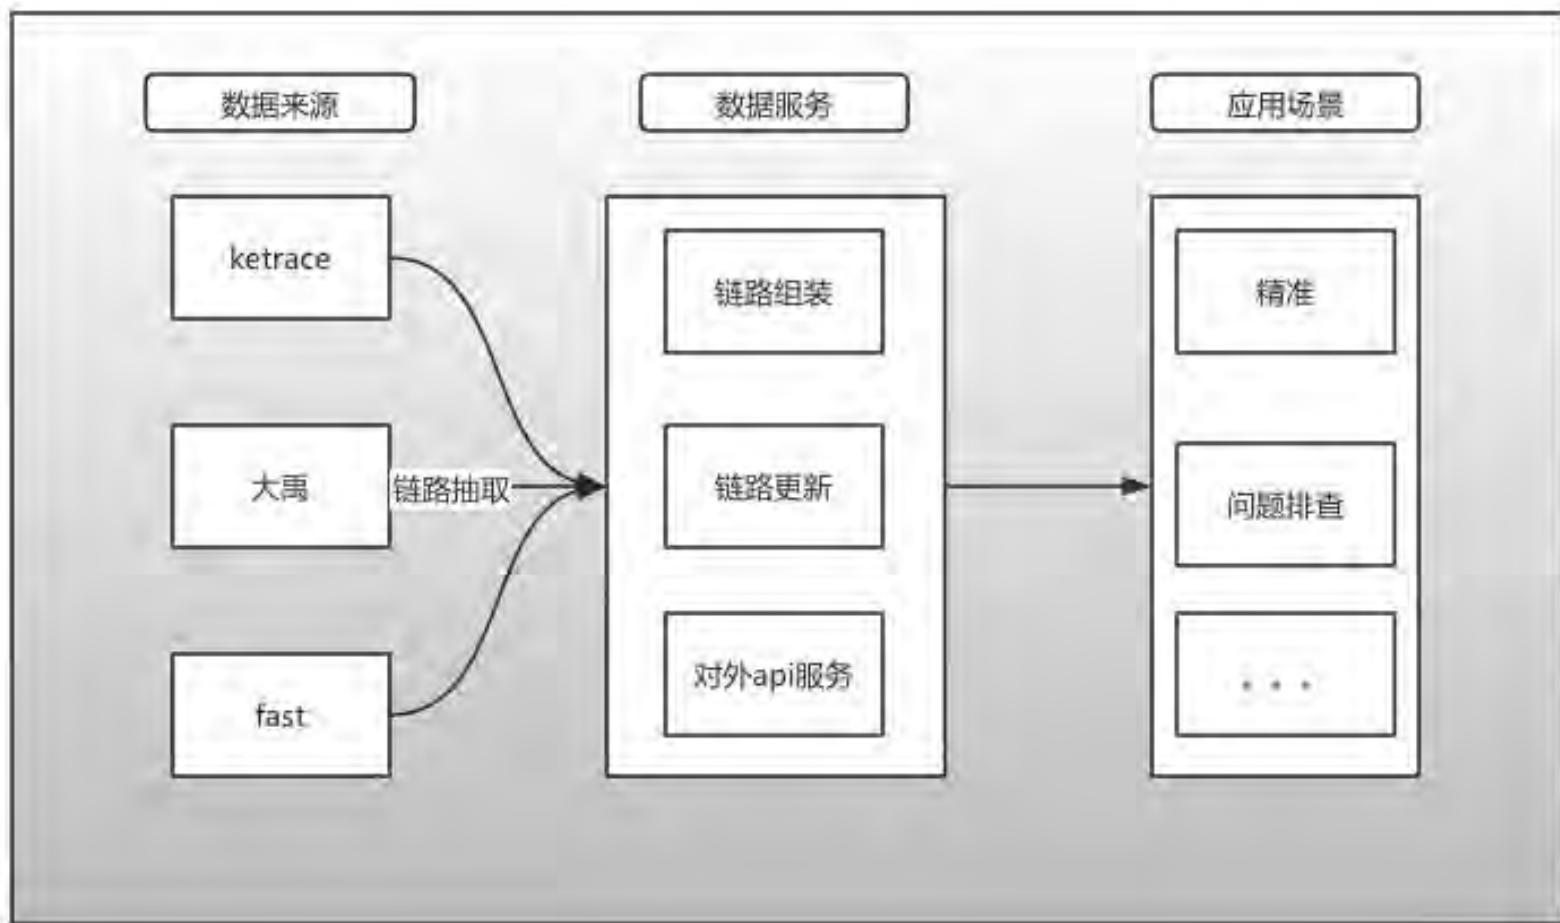 数据来源
数据服务
应用场景
ketrace
大禹
fast
链路抽取
链路组装
链路更新
对外api服务
精准
问题排查
...